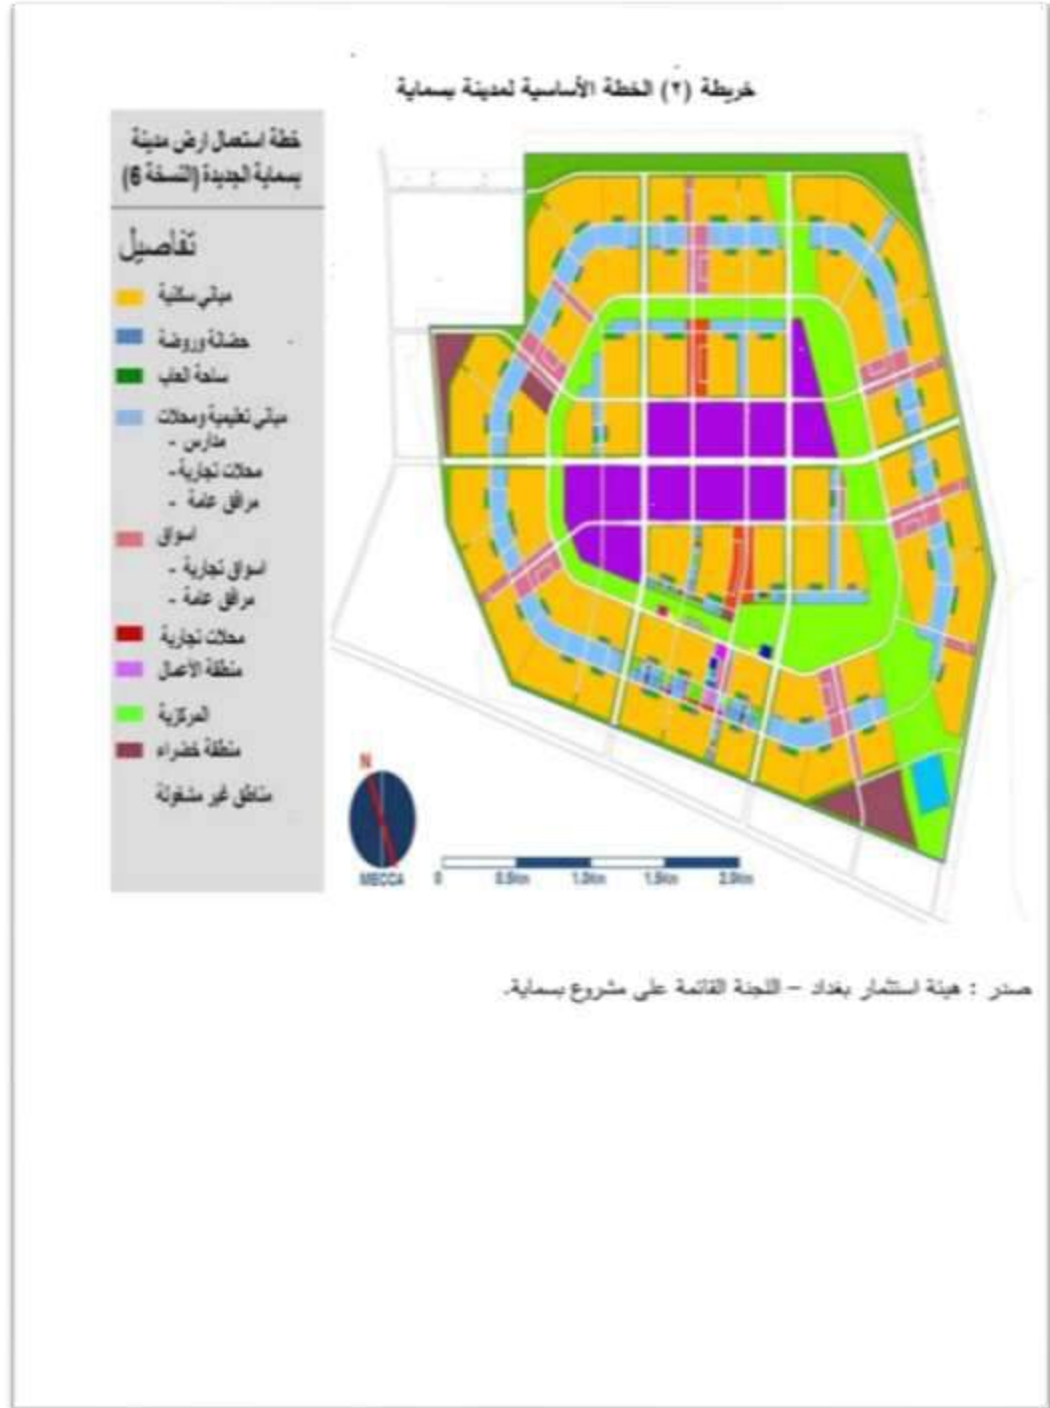 خريطة (٢) الخطة الأساسية لمدينة بسماية
خطة استعمال ارض مدينة
بسماية الجديدة (النسخة 6)
تفاصيل
مباني سكنية
حضانة وروضة
ساحة العاب
مباني تعليمية ومحلات
- مدارس
- محلات تجارية
- مرافق عامة
اسواق
- اسواق تجارية
- مرافق عامة
محلات تجارية
منطقة الأعمال
المركزية
منطقة خضراء
مناطق غير مشغولة
N
MECCA
0 0.5Km 1.0Km 1.5Km 2.0Km
صدر : هيئة استثمار بغداد – اللجنة القائمة على مشروع بسماية.